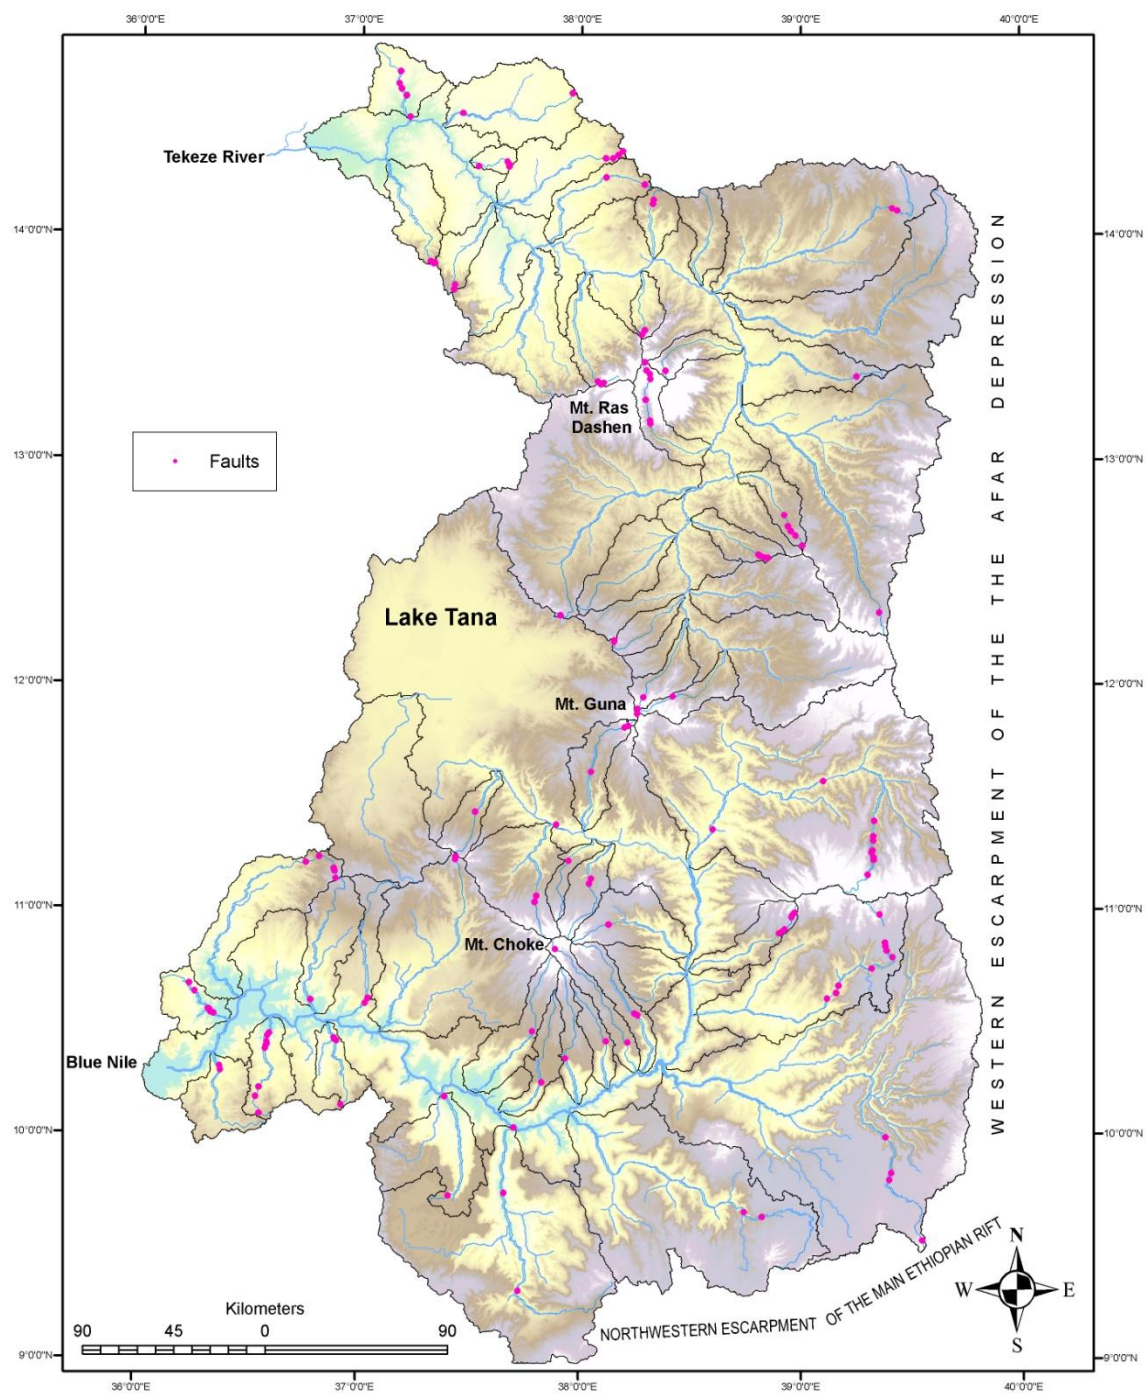 36°0'0"E
37°0'0"E
38°0'0"E
39°0'0"E
40°0'0"E
Tekeze River
14°0'0"N
14°0'0"N
Mt. Ras
Dashen
13°0'0"N
13°0'0"N
Faults
Lake Tana
12°0'0"N
12°0'0"N
Mt. Guna
WESTERN ESCARPMENT OF THE AFAR DEPRESSION
11°0'0"N
11°0'0"N
Mt. Choke
Blue Nile
10°0'0"N
10°0'0"N
NORTHWESTERN ESCARPMENT OF THE MAIN ETHIOPIAN RIFT
N
W
E
S
Kilometers
90 45 0 90
9°0'0"N
9°0'0"N
36°0'0"E
37°0'0"E
38°0'0"E
39°0'0"E
40°0'0"E